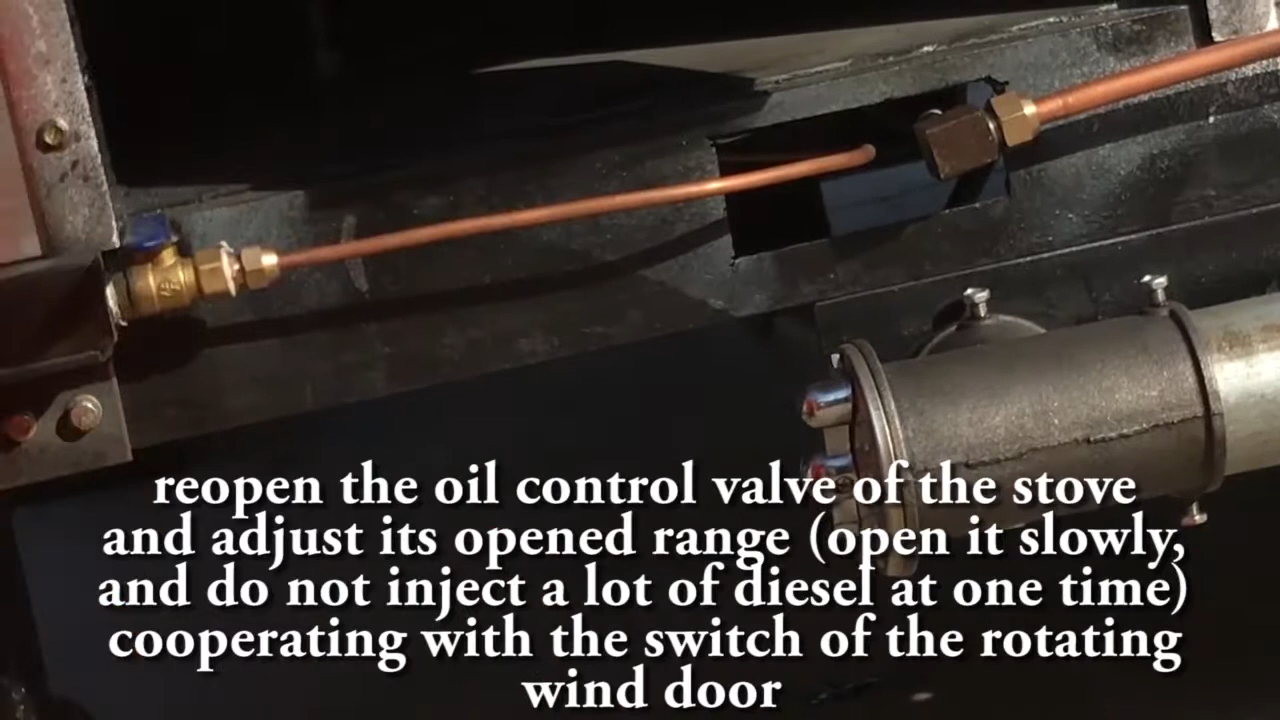 reopen the oil control valve of the stove
and adjust its opened range (open it slowly,
and do not inject a lot of diesel at one time)
cooperating with the switch of the rotating
wind door